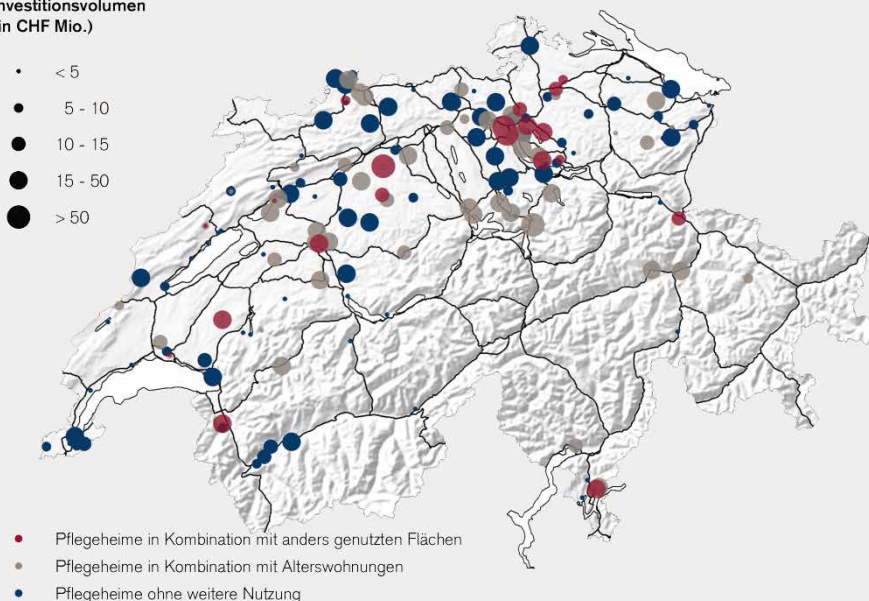 nvestitionsvolumen
in CHF Mio.)
< 5
5 - 10
10 - 15
15 - 50
> 50
Pflegeheime in Kombination mit anders genutzten Flächen
Pflegeheime in Kombination mit Alterswohnungen
Pflegeheime ohne weitere Nutzung